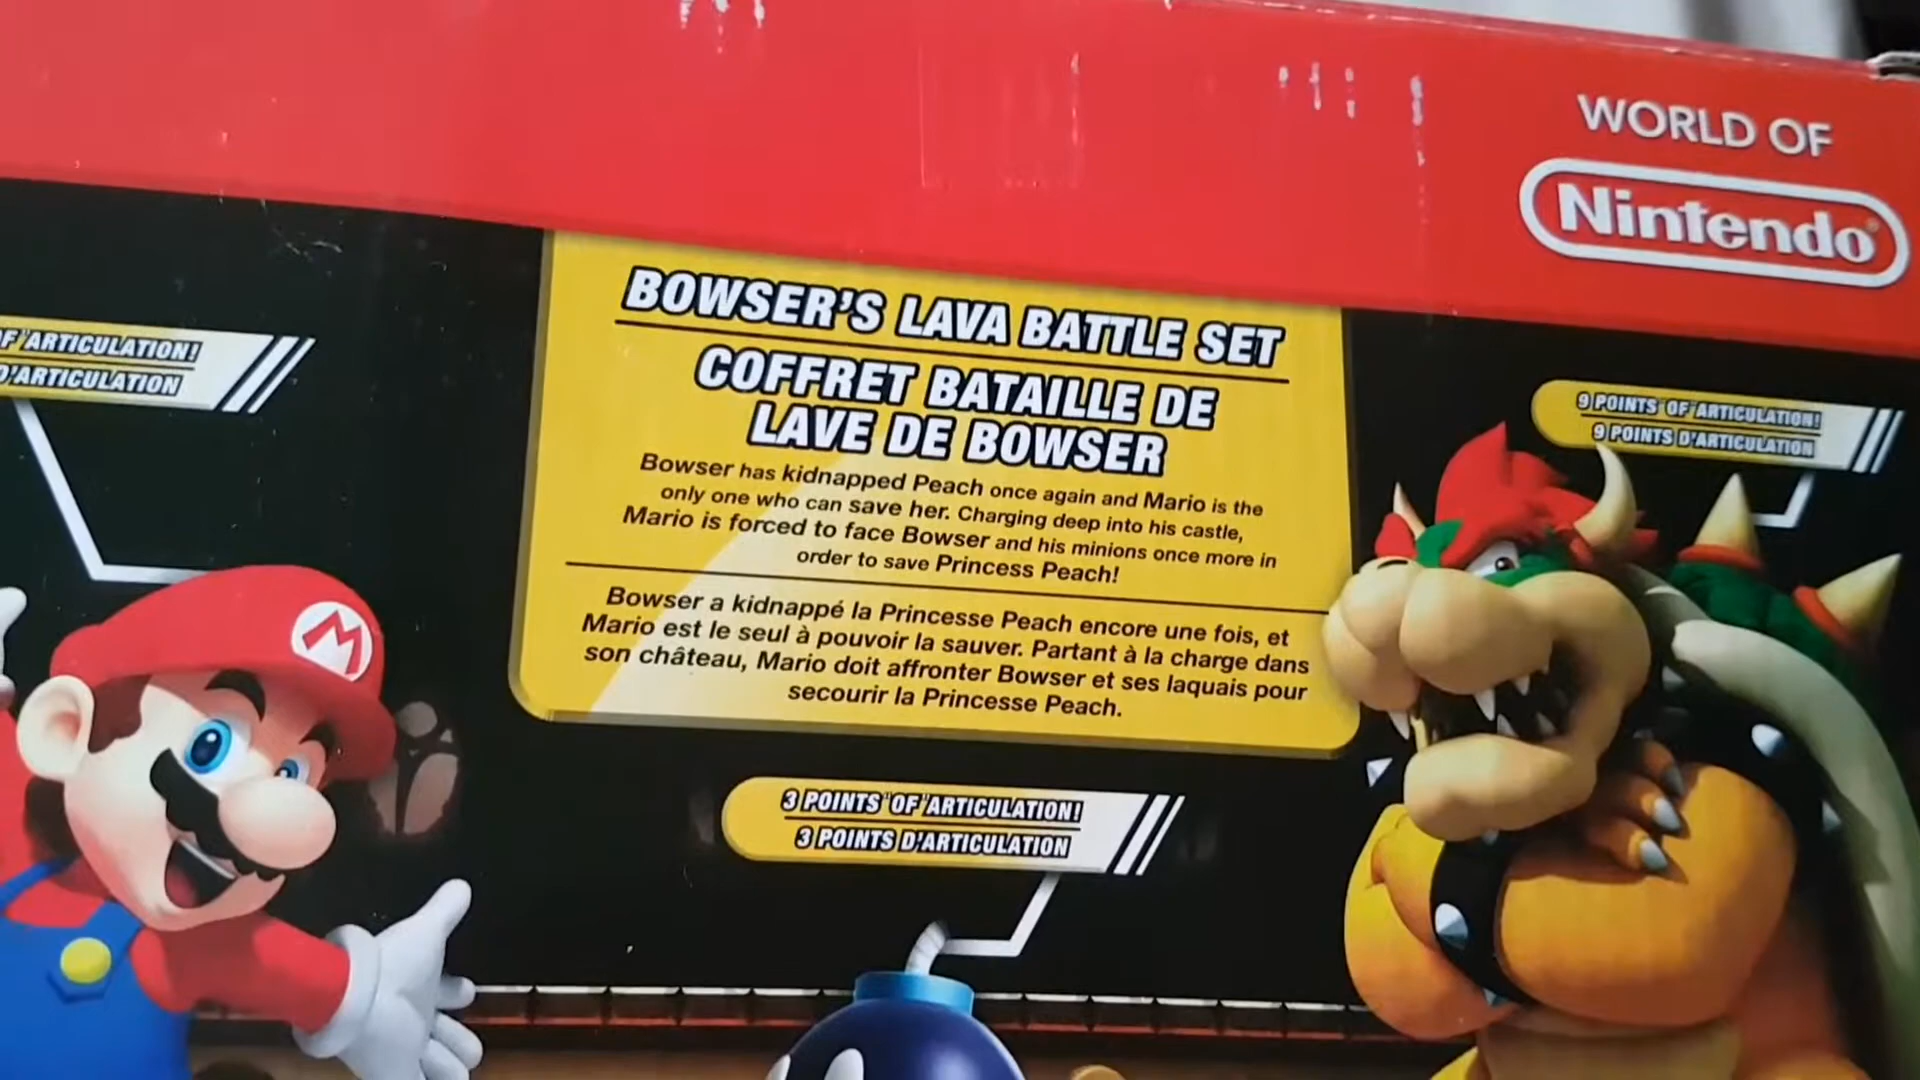 WORLD OF
Nintendo
BOWSER'S LAVA BATTLE SET
COFFRET BATAILLE DE
LAVE DE BOWSER
Bowser has kidnapped Peach once again and Mario is the
only one who can save her. Charging deep into his castle,
Mario is forced to face Bowser and his minions once more in
order to save Princess Peach!
Bowser a kidnappé la Princesse Peach encore une fois, et
Mario est le seul à pouvoir la sauver. Partant à la charge dans
son château, Mario doit affronter Bowser et ses laquais pour
secourir la Princesse Peach.
OF ARTICULATION!
D'ARTICULATION
9 POINTS OF ARTICULATION!
9 POINTS D'ARTICULATION
M
3 POINTS OF ARTICULATION!
3 POINTS D'ARTICULATION